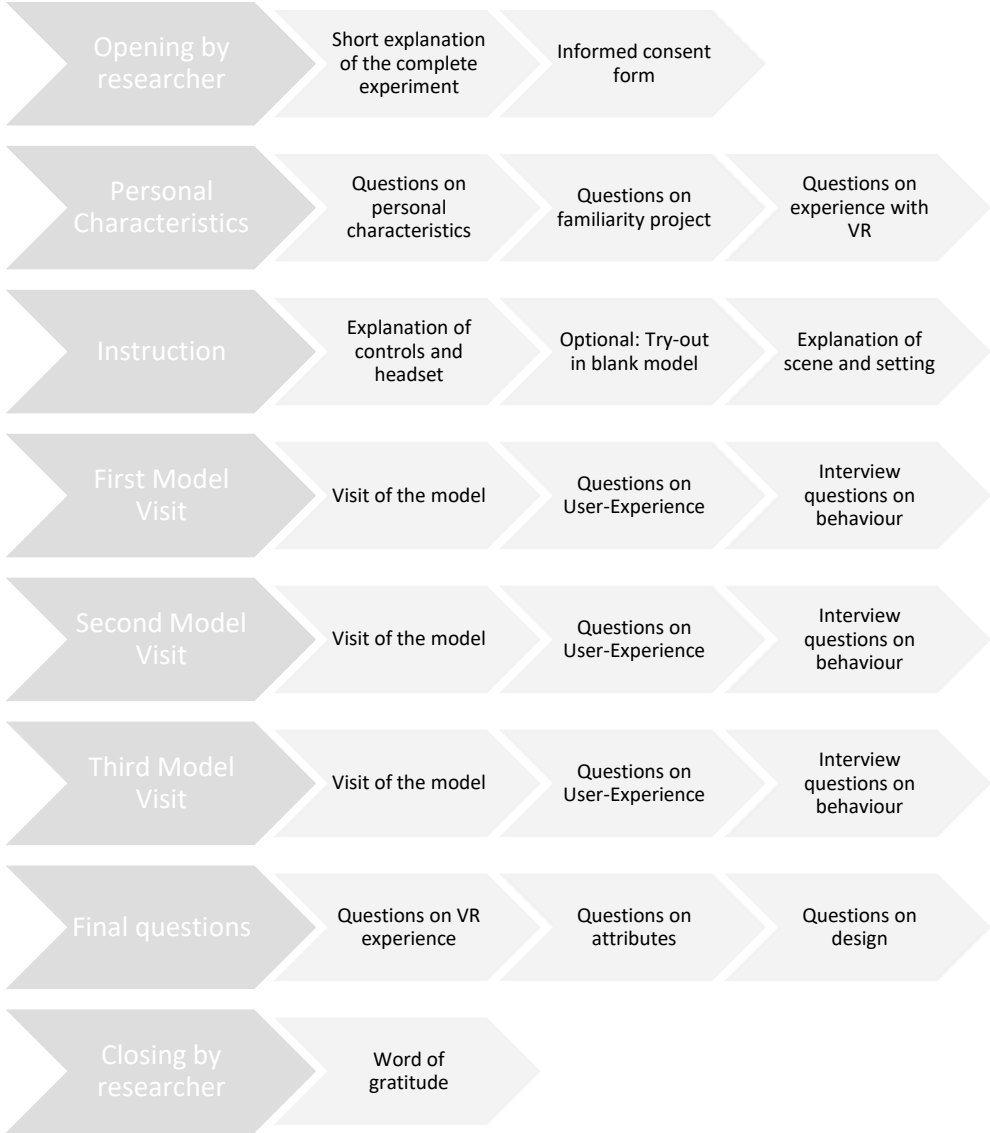 Opening by
researcher
Short explanation
of the complete
experiment
Informed consent
form
Personal
Characteristics
Questions on
personal
characteristics
Questions on
familiarity project
Questions on
experience with
VR
Instruction
Explanation of
controls and
headset
Optional: Try-out
in blank model
Explanation of
scene and setting
First Model
Visit
Visit of the model
Questions on
User-Experience
Interview
questions on
behaviour
Second Model
Visit
Visit of the model
Questions on
User-Experience
Interview
questions on
behaviour
Third Model
Visit
Visit of the model
Questions on
User-Experience
Interview
questions on
behaviour
Final questions
Questions on VR
experience
Questions on
attributes
Questions on
design
Closing by
researcher
Word of
gratitude